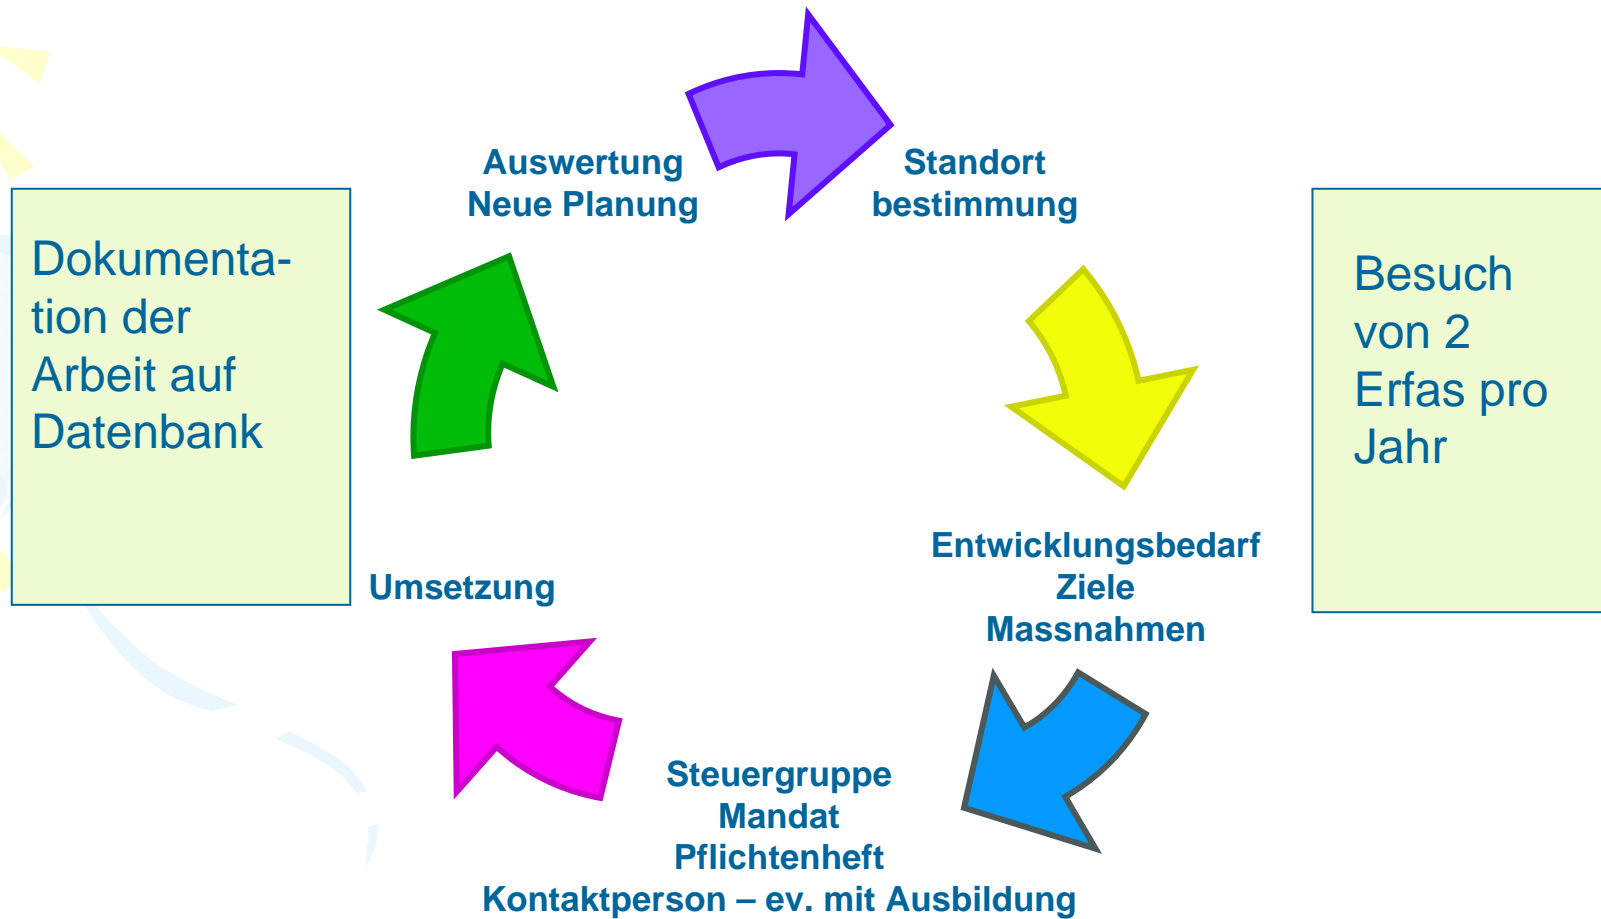 Auswertung
Neue Planung
Standort
bestimmung
Dokumenta-
tion der
Arbeit auf
Datenbank
Besuch
von 2
Erfas pro
Jahr
Entwicklungsbedarf
Ziele
Massnahmen
Umsetzung
Steuergruppe
Mandat
Pflichtenheft
Kontaktperson – ev. mit Ausbildung